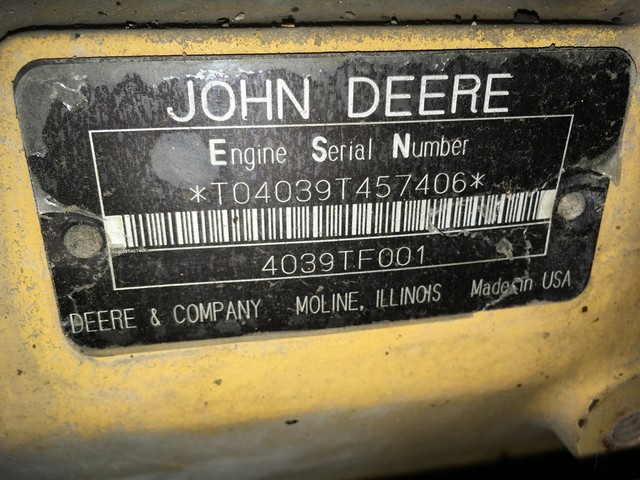 JOHN DEERE
Engine Serial Number
*T04039T457406*
4039TF001
DEERE & COMPANY MOLINE, ILLINOIS Made in USA